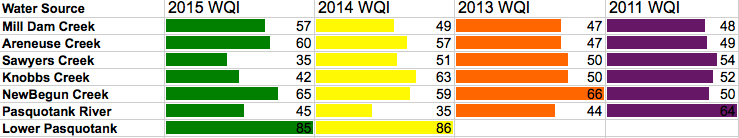 Water Source 2015 WQI 2014 WQI 2013 WQI 2011 WQI
Mill Dam Creek 57 49 47 48
Areneuse Creek 60 57 47 49
Sawyers Creek 35 51 50 54
Knobbs Creek 42 63 50 52
NewBegun Creek 65 59 66 50
Pasquotank River 45 35 44 64
Lower Pasquotank 85 86